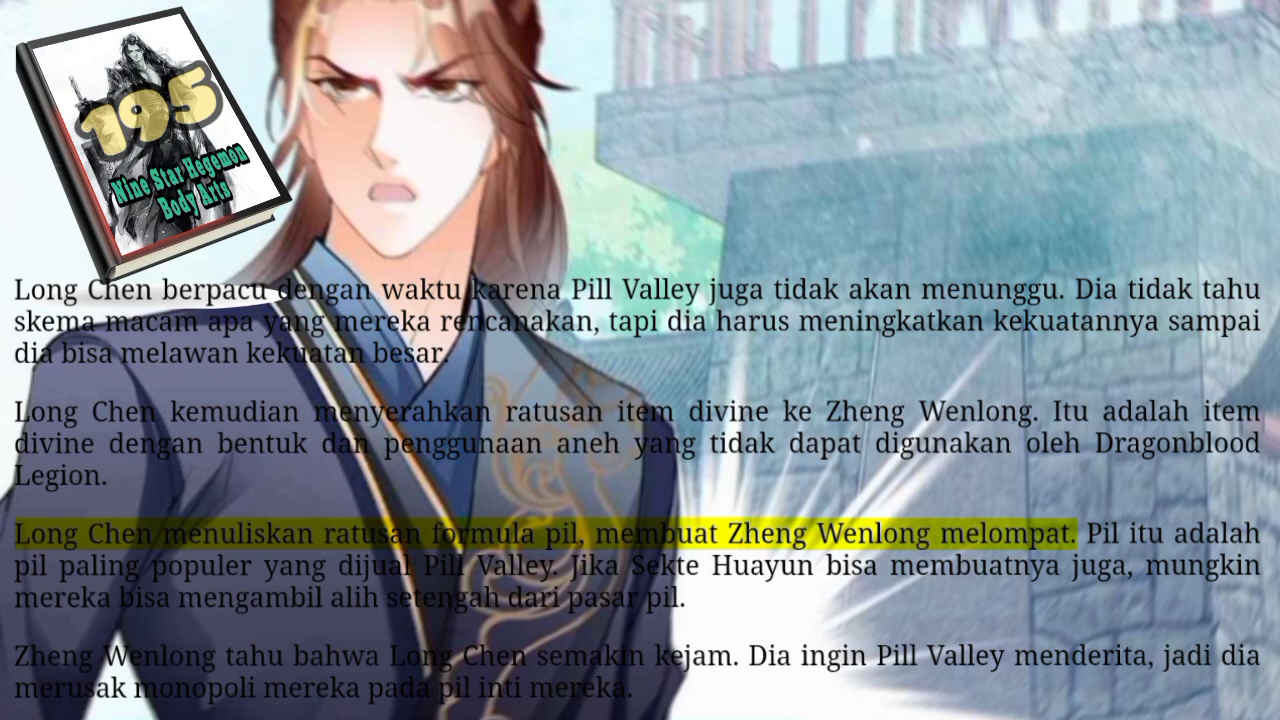 195
Nine Star Hegemon
Body Arts
Long Chen berpacu dengan waktu karena Pill Valley juga tidak akan menunggu. Dia tidak tahu
skema macam apa yang mereka rencanakan, tapi dia harus meningkatkan kekuatannya sampai
dia bisa melawan kekuatan besar.
Long Chen kemudian menyerahkan ratusan item divine ke Zheng Wenlong. Itu adalah item
divine dengan bentuk dan penggunaan aneh yang tidak dapat digunakan oleh Dragonblood
Legion.
Long Chen menuliskan ratusan formula pil, membuat Zheng Wenlong melompat. Pil itu adalah
pil paling populer yang dijual Pill Valley. Jika Sekte Huayun bisa membuatnya juga, mungkin
mereka bisa mengambil alih setengah dari pasar pil.
Zheng Wenlong tahu bahwa Long Chen semakin kejam. Dia ingin Pill Valley menderita, jadi dia
merusak monopoli mereka pada pil inti mereka.